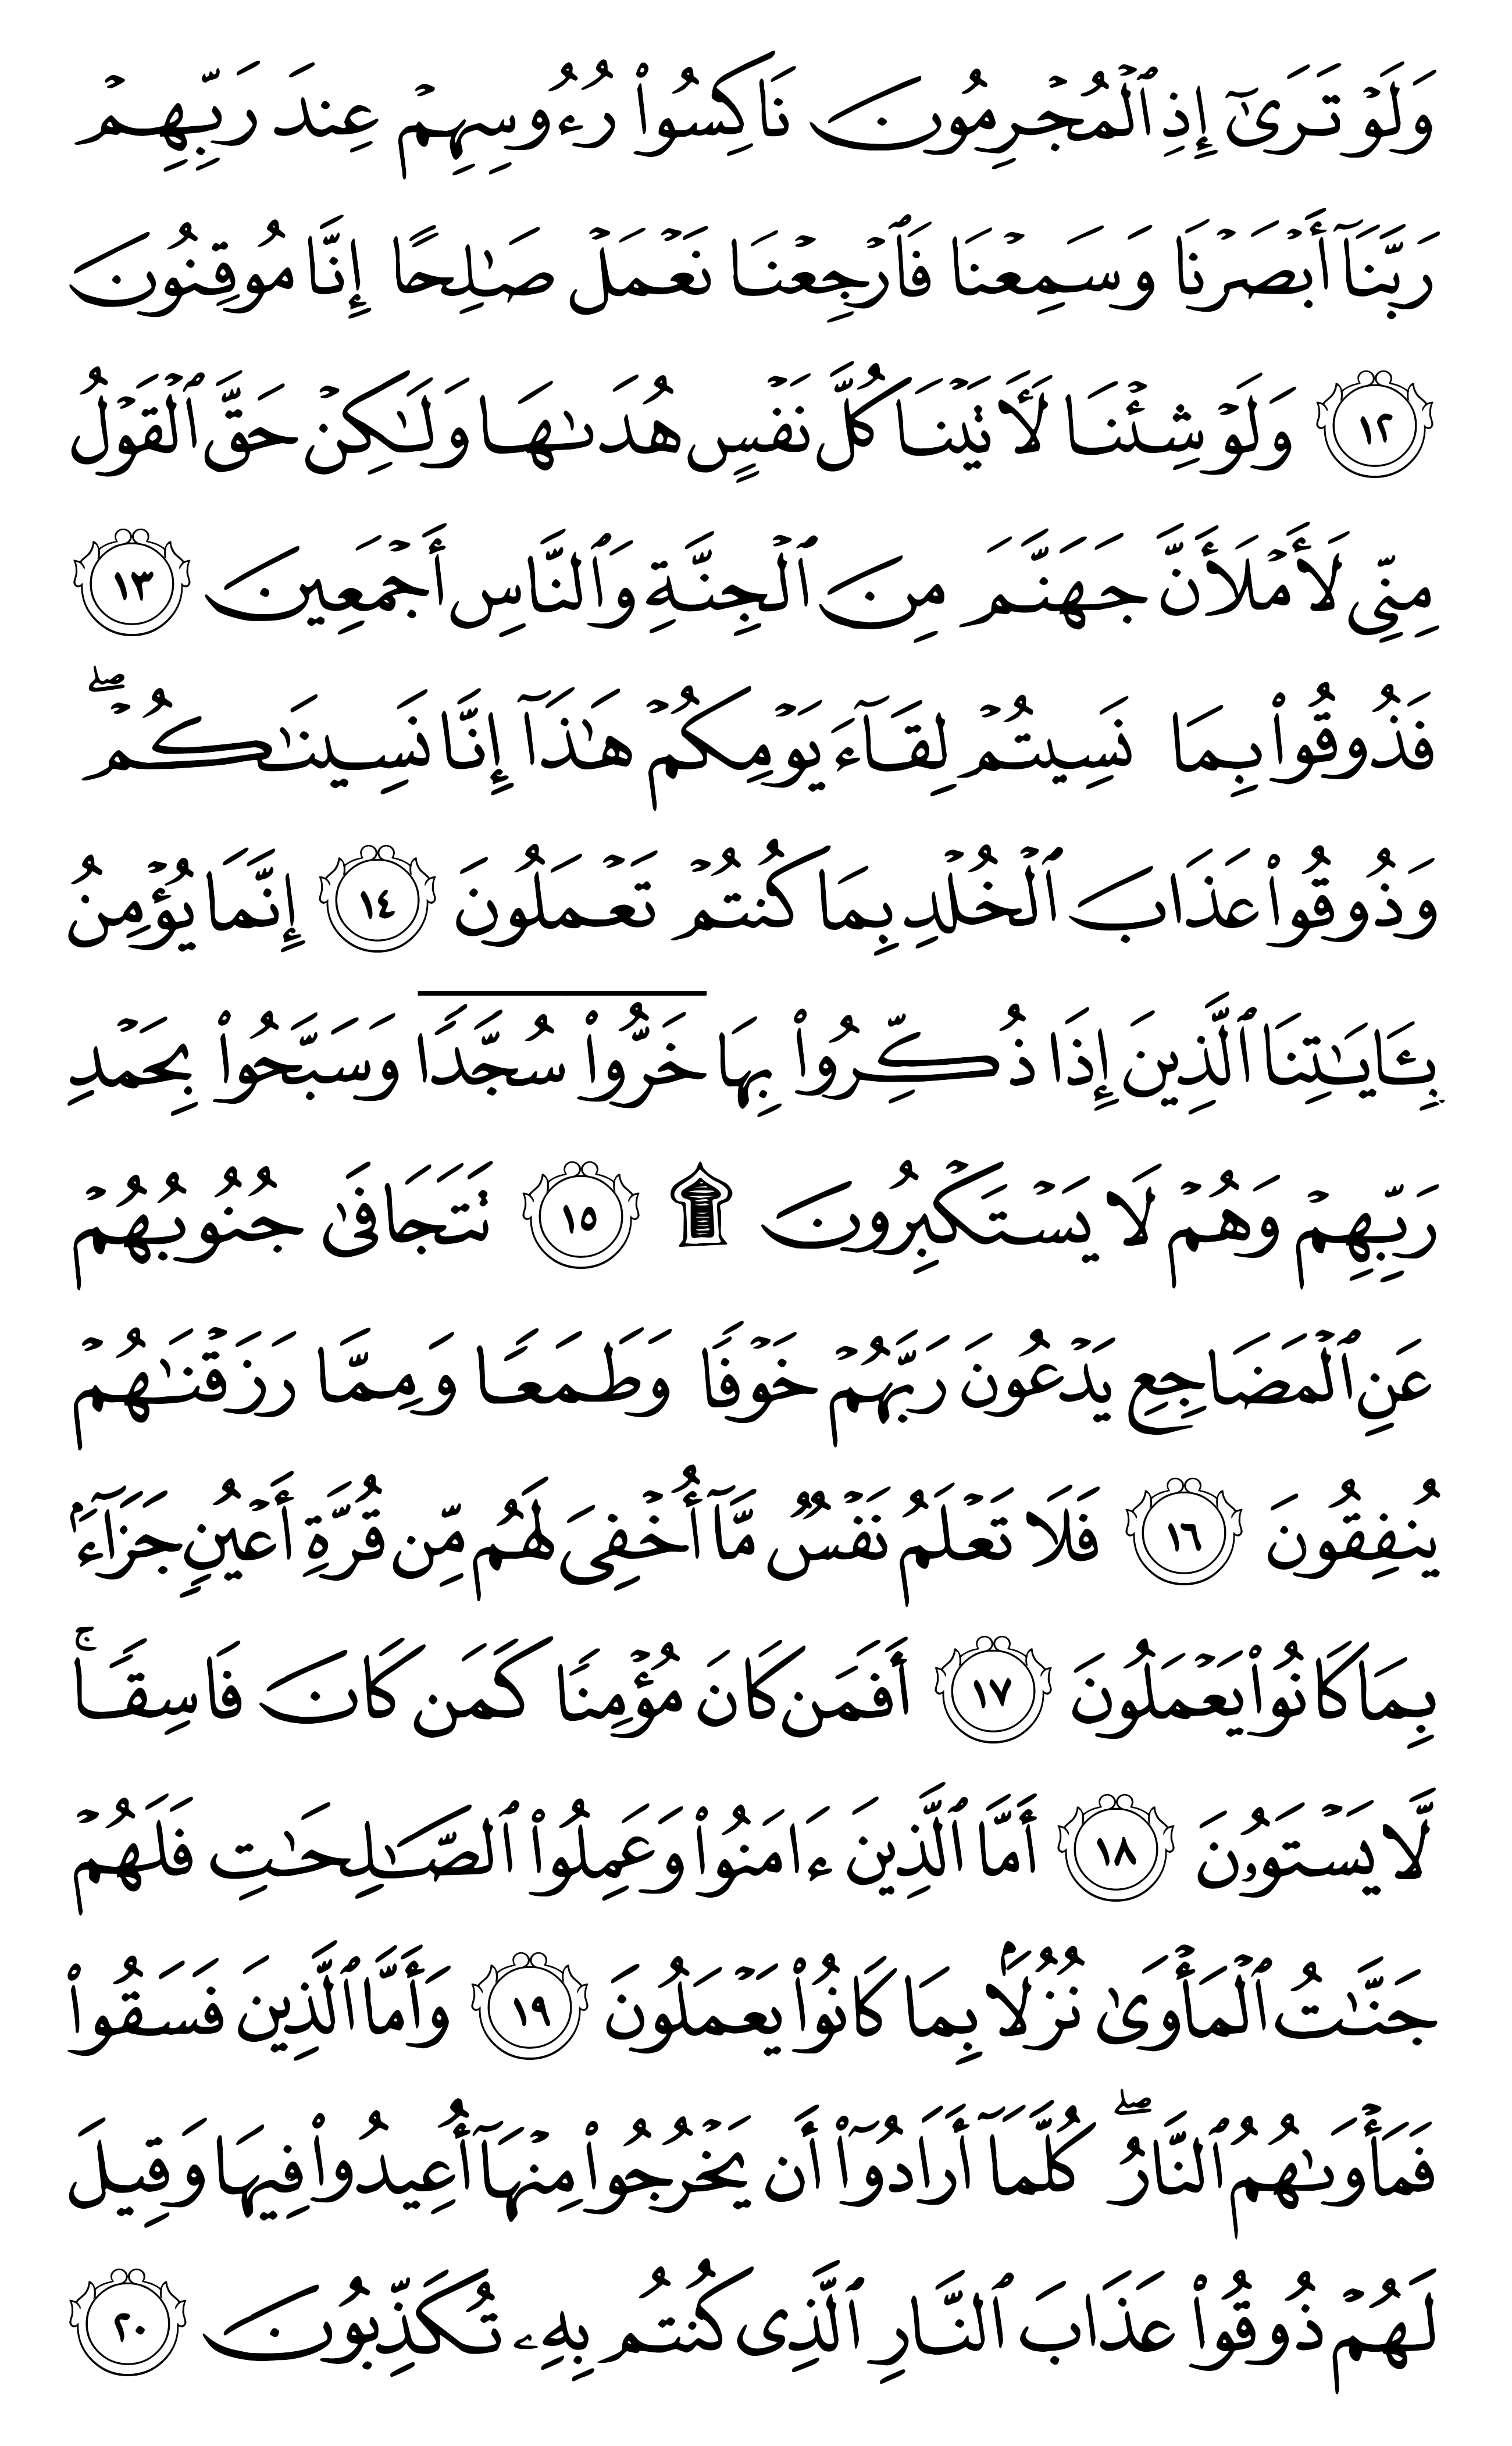 وَلَوْ تَرَىٰٓ إِذِ ٱلْمُجْرِمُونَ نَاكِسُوا۟ رُءُوسِهِمْ عِندَ رَبِّهِمْ
رَبَّنَآ أَبْصَرْنَا وَسَمِعْنَا فَٱرْجِعْنَا نَعْمَلْ صَـٰلِحًا إِنَّا مُوقِنُونَ
١٢ وَلَوْ شِئْنَا لَـَٔاتَيْنَا كُلَّ نَفْسٍ هُدَىٰهَا وَلَـٰكِنْ حَقَّ ٱلْقَوْلُ
مِنِّى لَأَمْلَأَنَّ جَهَنَّمَ مِنَ ٱلْجِنَّةِ وَٱلنَّاسِ أَجْمَعِينَ ١٣
فَذُوقُوا۟ بِمَا نَسِيتُمْ لِقَآءَ يَوْمِكُمْ هَـٰذَآ إِنَّا نَسِينَـٰكُمْ ۖ
وَذُوقُوا۟ عَذَابَ ٱلْخُلْدِ بِمَا كُنتُمْ تَعْمَلُونَ ١٤ إِنَّمَا يُؤْمِنُ
بِـَٔايَـٰتِنَا ٱلَّذِينَ إِذَا ذُكِّرُوا۟ بِهَا خَرُّوا۟ سُجَّدًا وَسَبَّحُوا۟ بِحَمْدِ
رَبِّهِمْ وَهُمْ لَا يَسْتَكْبِرُونَ ۩ ١٥ تَتَجَافَىٰ جُنُوبُهُمْ
عَنِ ٱلْمَضَاجِعِ يَدْعُونَ رَبَّهُمْ خَوْفًا وَطَمَعًا وَمِمَّا رَزَقْنَـٰهُمْ
يُنفِقُونَ ١٦ فَلَا تَعْلَمُ نَفْسٌ مَّآ أُخْفِىَ لَهُم مِّن قُرَّةِ أَعْيُنٍ جَزَآءًۢ
بِمَا كَانُوا۟ يَعْمَلُونَ ١٧ أَفَمَن كَانَ مُؤْمِنًا كَمَن كَانَ فَاسِقًا ۚ
لَّا يَسْتَوُۥنَ ١٨ أَمَّا ٱلَّذِينَ ءَامَنُوا۟ وَعَمِلُوا۟ ٱلصَّـٰلِحَـٰتِ فَلَهُمْ
جَنَّـٰتُ ٱلْمَأْوَىٰ نُزُلًۢا بِمَا كَانُوا۟ يَعْمَلُونَ ١٩ وَأَمَّا ٱلَّذِينَ فَسَقُوا۟
فَمَأْوَىٰهُمُ ٱلنَّارُ ۖ كُلَّمَآ أَرَادُوٓا۟ أَن يَخْرُجُوا۟ مِنْهَآ أُعِيدُوا۟ فِيهَا وَقِيلَ
لَهُمْ ذُوقُوا۟ عَذَابَ ٱلنَّارِ ٱلَّذِى كُنتُم بِهِۦ تُكَذِّبُونَ ٢٠